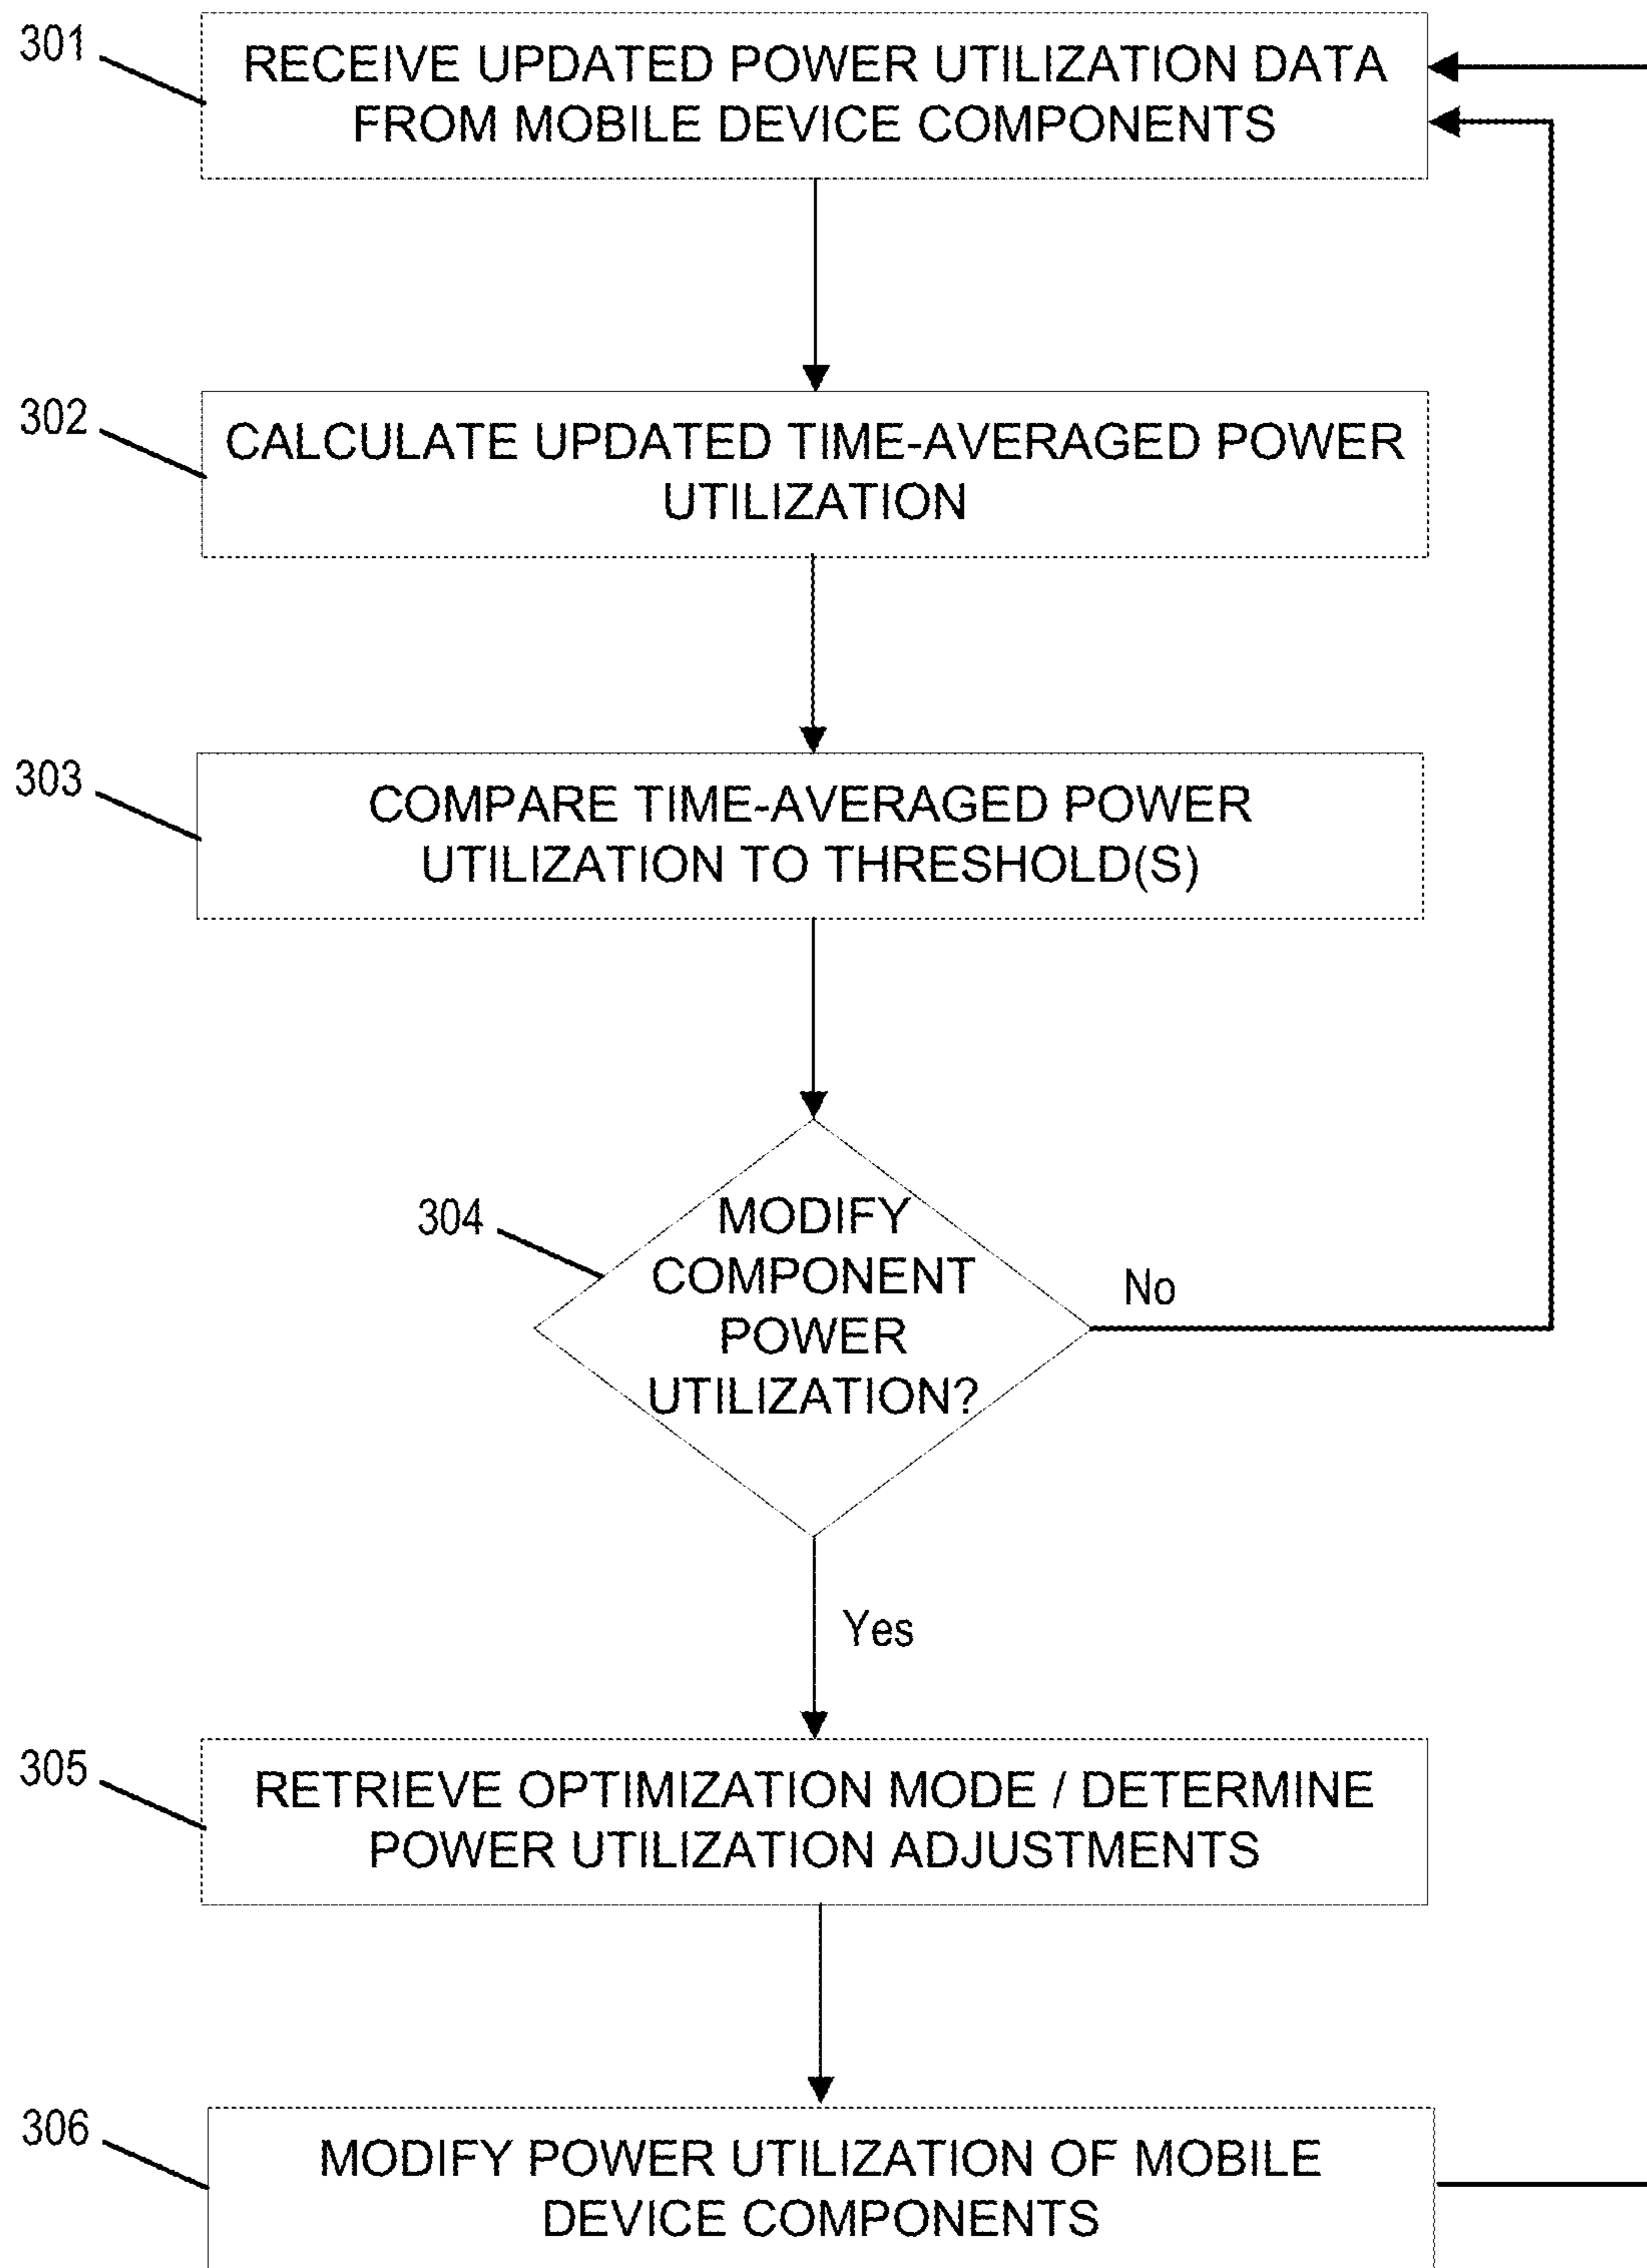 301
RECEIVE UPDATED POWER UTILIZATION DATA
FROM MOBILE DEVICE COMPONENTS
302
CALCULATE UPDATED TIME-AVERAGED POWER
UTILIZATION
303
COMPARE TIME-AVERAGED POWER
UTILIZATION TO THRESHOLD(S)
304
MODIFY
COMPONENT
POWER
UTILIZATION?
No
Yes
305
RETRIEVE OPTIMIZATION MODE / DETERMINE
POWER UTILIZATION ADJUSTMENTS
306
MODIFY POWER UTILIZATION OF MOBILE
DEVICE COMPONENTS